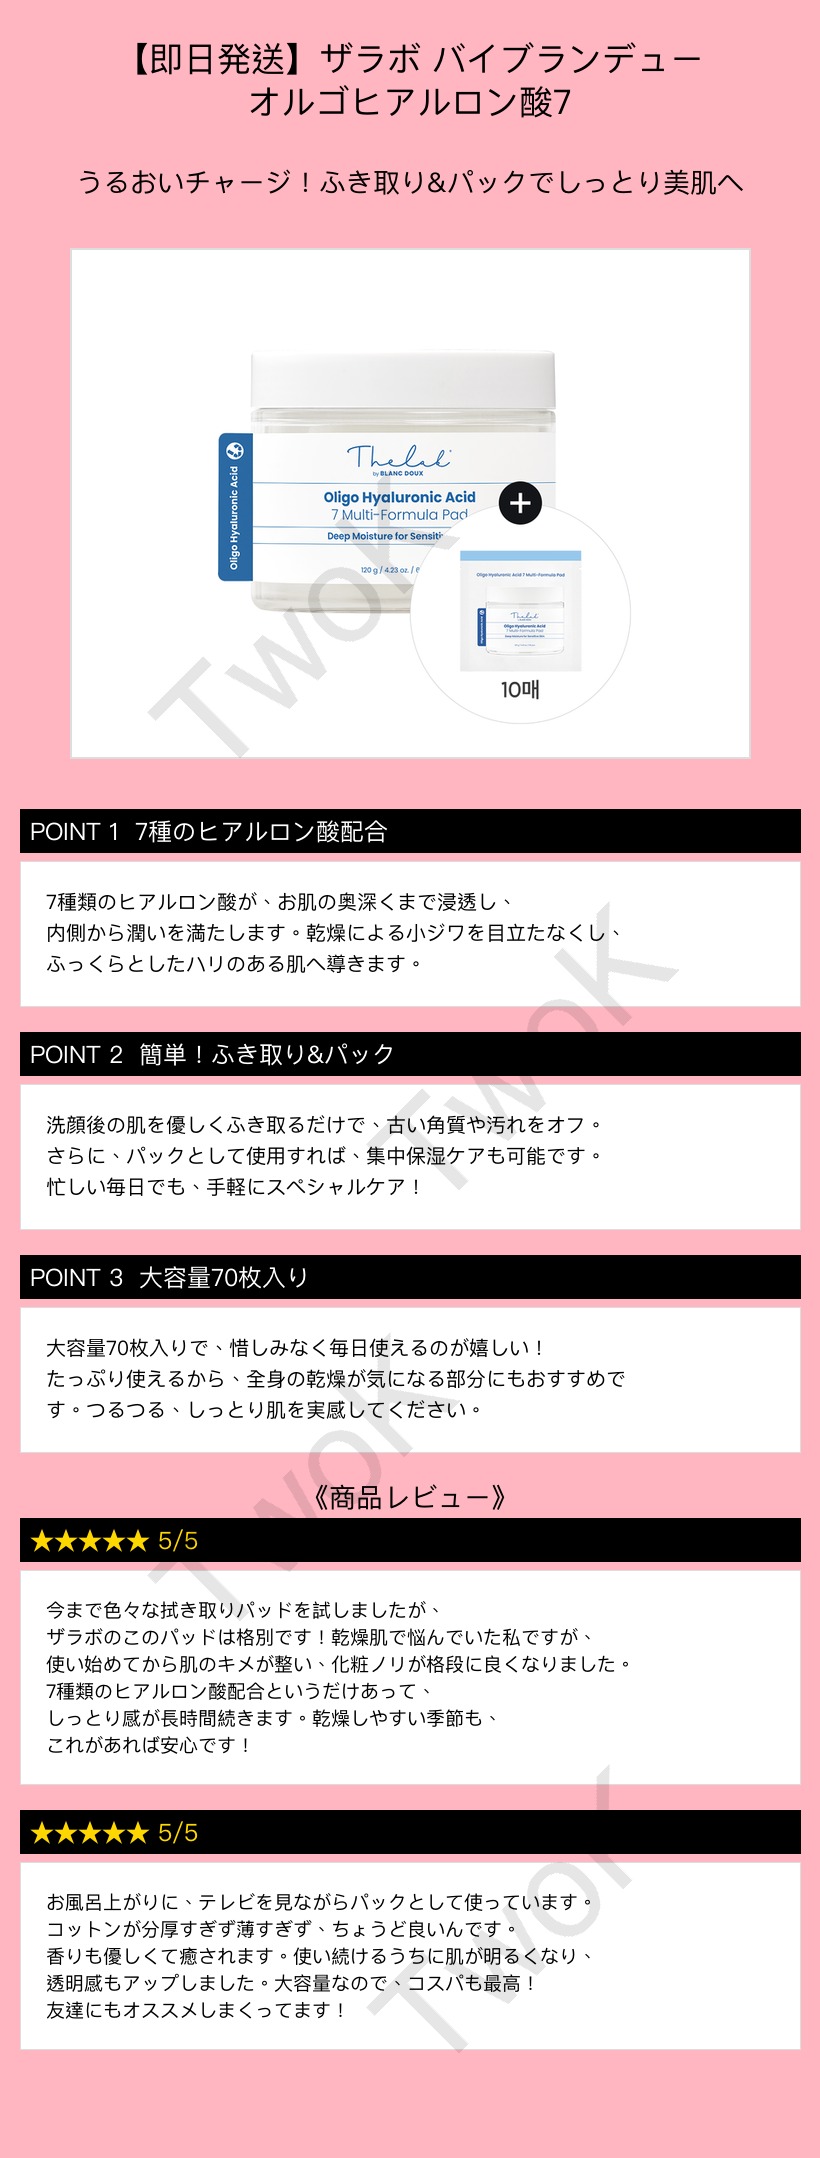 【即日発送】ザラボ バイブランデュー
オルゴヒアルロン酸7
うるおいチャージ！ふき取り&パックでしっとり美肌へ
Thelab
by BLANC DOUX
Oligo Hyaluronic Acid
7 Multi-Formula Pad
Deep Moisture for Sensitiv
120 g / 4.23 oz. /
Oligo Hyaluronic Acid
Oligo Hyaluronic Acid 7 Multi-Formula Pad
Thelab
Oligo Hyaluronic Acid
7 Multi-Formula Pad
Deep Moisture for Sensitive Skin
10매
POINT 1 7種のヒアルロン酸配合
7種類のヒアルロン酸が、お肌の奥深くまで浸透し、
内側から潤いを満たします。乾燥による小ジワを目立たなくし、
ふっくらとしたハリのある肌へ導きます。
POINT 2 簡単！ふき取り&パック
洗顔後の肌を優しくふき取るだけで、古い角質や汚れをオフ。
さらに、パックとして使用すれば、集中保湿ケアも可能です。
忙しい毎日でも、手軽にスペシャルケア！
POINT 3 大容量70枚入り
大容量70枚入りで、惜しみなく毎日使えるのが嬉しい！
たっぷり使えるから、全身の乾燥が気になる部分にもおすすめで
す。つるつる、しっとり肌を実感してください。
《商品レビュー》
★★★★★ 5/5
今まで色々な拭き取りパッドを試しましたが、
ザラボのこのパッドは格別です！乾燥肌で悩んでいた私ですが、
使い始めてから肌のキメが整い、化粧ノリが格段に良くなりました。
7種類のヒアルロン酸配合というだけあって、
しっとり感が長時間続きます。乾燥しやすい季節も、
これがあれば安心です！
★★★★★ 5/5
お風呂上がりに、テレビを見ながらパックとして使っています。
コットンが分厚すぎず薄すぎず、ちょうど良いんです。
香りも優しくて癒されます。使い続けるうちに肌が明るくなり、
透明感もアップしました。大容量なので、コスパも最高！
友達にもオススメしまくってます！
TwoK
TwoK
TwoK
TwoK